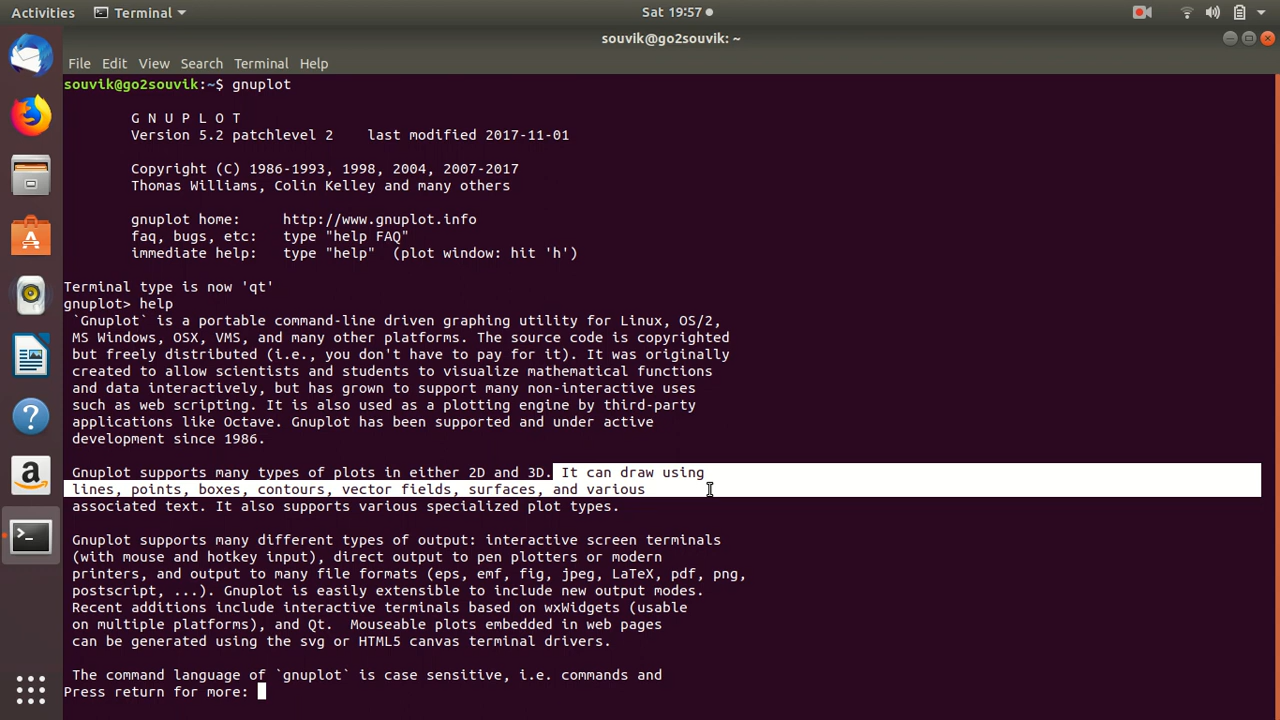 Activities Terminal Sat 19:57
souvik@go2souvik: ~
File Edit View Search Terminal Help
souvik@go2souvik:~$ gnuplot
G N U P L O T
Version 5.2 patchlevel 2 last modified 2017-11-01
Copyright (C) 1986-1993, 1998, 2004, 2007-2017
Thomas Williams, Colin Kelley and many others
gnuplot home: http://www.gnuplot.info
faq, bugs, etc: type "help FAQ"
immediate help: type "help" (plot window: hit 'h')
Terminal type is now 'qt'
gnuplot> help
`Gnuplot` is a portable command-line driven graphing utility for Linux, OS/2,
MS Windows, OSX, VMS, and many other platforms. The source code is copyrighted
but freely distributed (i.e., you don't have to pay for it). It was originally
created to allow scientists and students to visualize mathematical functions
and data interactively, but has grown to support many non-interactive uses
such as web scripting. It is also used as a plotting engine by third-party
applications like Octave. Gnuplot has been supported and under active
development since 1986.
Gnuplot supports many types of plots in either 2D and 3D. It can draw using
lines, points, boxes, contours, vector fields, surfaces, and various
associated text. It also supports various specialized plot types.
Gnuplot supports many different types of output: interactive screen terminals
(with mouse and hotkey input), direct output to pen plotters or modern
printers, and output to many file formats (eps, emf, fig, jpeg, LaTeX, pdf, png,
postscript, ...). Gnuplot is easily extensible to include new output modes.
Recent additions include interactive terminals based on wxWidgets (usable
on multiple platforms), and Qt. Mouseable plots embedded in web pages
can be generated using the svg or HTML5 canvas terminal drivers.
The command language of `gnuplot` is case sensitive, i.e. commands and
Press return for more: